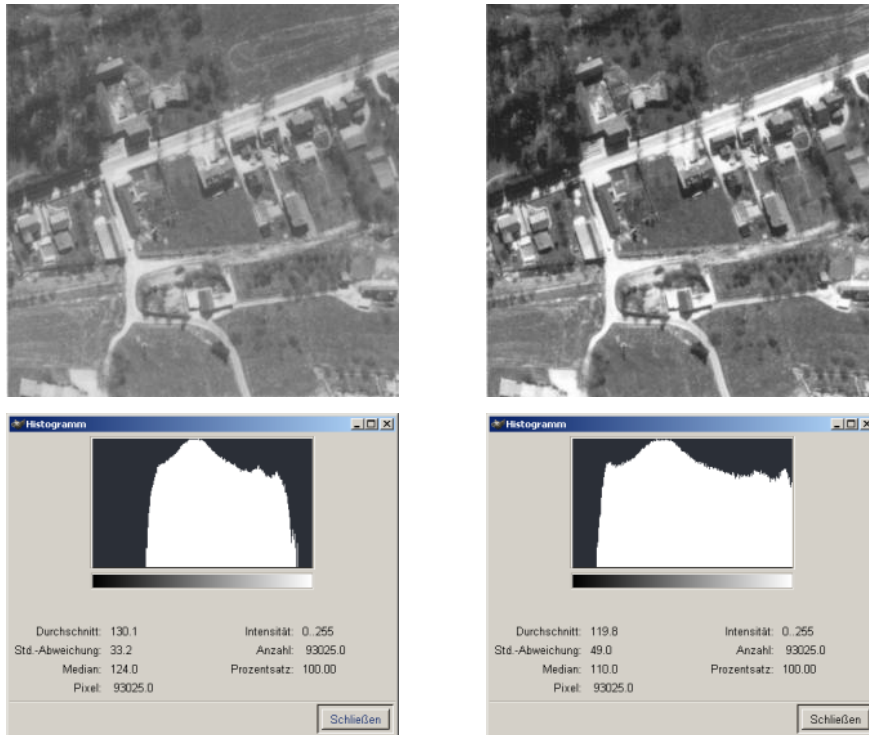 Histogramm
Durchschnitt: 130.1 Intensität: 0..255
Std.-Abweichung: 33.2 Anzahl: 93025.0
Median: 124.0 Prozentsatz: 100.00
Pixel: 93025.0
Schließen
Histogramm
Durchschnitt: 119.8 Intensität: 0..255
Std.-Abweichung: 49.0 Anzahl: 93025.0
Median: 110.0 Prozentsatz: 100.00
Pixel: 93025.0
Schließen